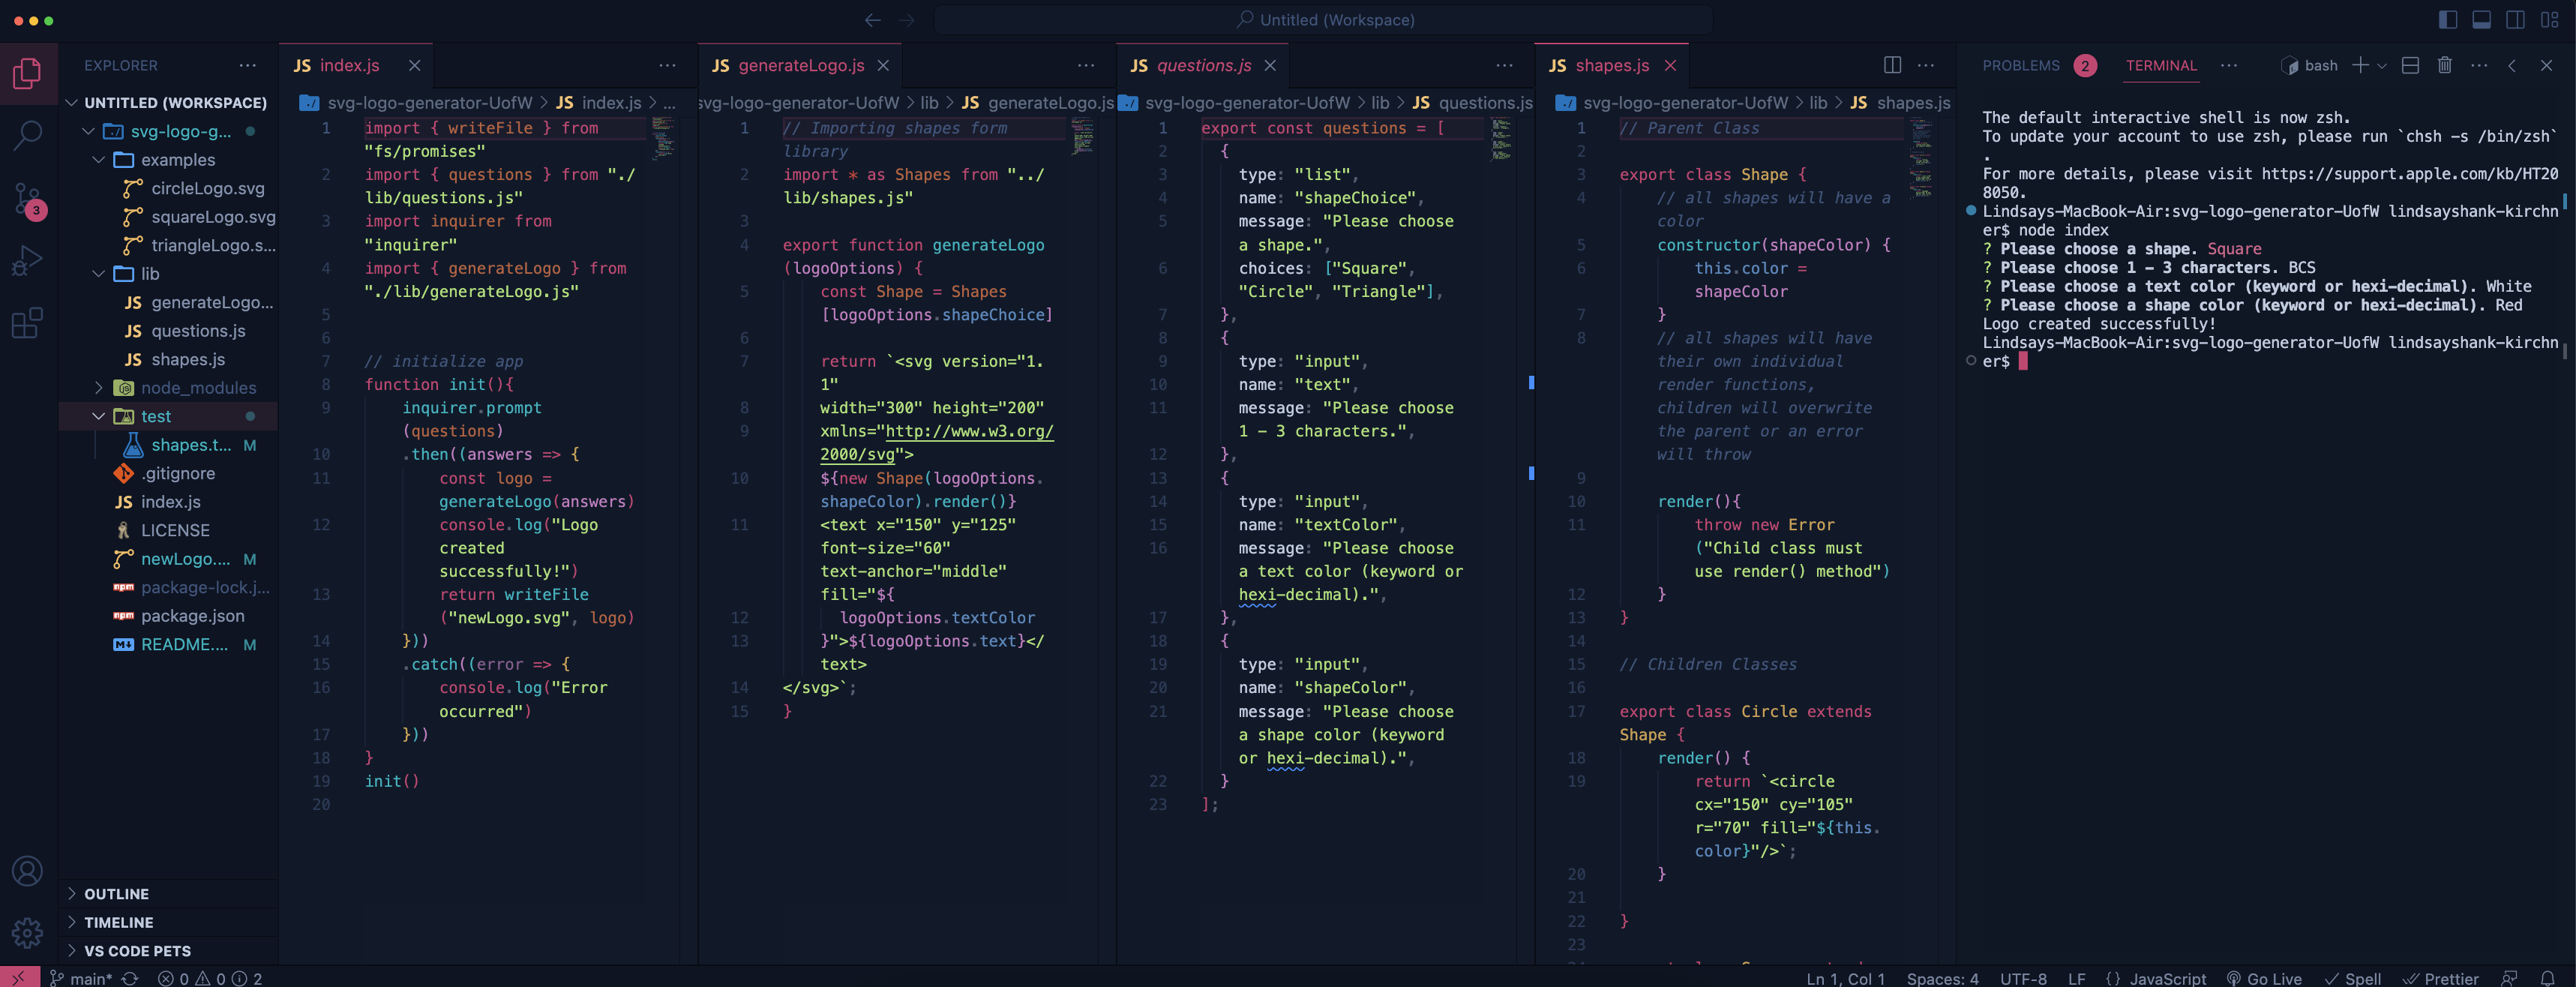 Untitled (Workspace)
EXPLORER
UNTITLED (WORKSPACE)
svg-logo-g...
examples
circleLogo.svg
squareLogo.svg
triangleLogo.s...
lib
generateLogo...
questions.js
shapes.js
node_modules
test
shapes.t... M
.gitignore
index.js
LICENSE
newLogo.... M
package-lock.j...
package.json
README.... M
OUTLINE
TIMELINE
VS CODE PETS
3
JS index.js
svg-logo-generator-UofW > JS index.js > ...
1 import { writeFile } from
"fs/promises"
2 import { questions } from "./
lib/questions.js"
3 import inquirer from
"inquirer"
4 import { generateLogo } from
"./lib/generateLogo.js"
5
6
7 // initialize app
8 function init(){
9 inquirer.prompt
(questions)
10 .then((answers => {
11 const logo =
generateLogo(answers)
12 console.log("Logo
created
successfully!")
13 return writeFile
("newLogo.svg", logo)
14 }))
15 .catch((error => {
16 console.log("Error
occurred")
17 }))
18 }
19 init()
20
JS generateLogo.js
svg-logo-generator-UofW > lib > JS generateLogo.js
1 // Importing shapes form
library
2 import * as Shapes from "../
lib/shapes.js"
3
4 export function generateLogo
(logoOptions) {
5 const Shape = Shapes
[logoOptions.shapeChoice]
6
7 return `<svg version="1.
1"
8 width="300" height="200"
9 xmlns="http://www.w3.org/
2000/svg">
10 ${new Shape(logoOptions.
shapeColor).render()}
11 <text x="150" y="125"
font-size="60"
text-anchor="middle"
fill="${
12 logoOptions.textColor
13 }">${logoOptions.text}</
text>
14 </svg>`;
15 }
JS questions.js
svg-logo-generator-UofW > lib > JS questions.js
1 export const questions = [
2 {
3 type: "list",
4 name: "shapeChoice",
5 message: "Please choose
a shape.",
6 choices: ["Square",
"Circle", "Triangle"],
7 },
8 {
9 type: "input",
10 name: "text",
11 message: "Please choose
1 - 3 characters.",
12 },
13 {
14 type: "input",
15 name: "textColor",
16 message: "Please choose
a text color (keyword or
hexi-decimal).",
17 },
18 {
19 type: "input",
20 name: "shapeColor",
21 message: "Please choose
a shape color (keyword
or hexi-decimal).",
22 }
23 ];
JS shapes.js
svg-logo-generator-UofW > lib > JS shapes.js
1 // Parent Class
2
3 export class Shape {
4 // all shapes will have a
color
5 constructor(shapeColor) {
6 this.color =
shapeColor
7 }
8 // all shapes will have
their own individual
render functions,
children will overwrite
the parent or an error
will throw
9
10 render(){
11 throw new Error
("Child class must
use render() method")
12 }
13 }
14
15 // Children Classes
16
17 export class Circle extends
Shape {
18 render() {
19 return `<circle
cx="150" cy="105"
r="70" fill="${this.
color}"/>`;
20 }
21
22 }
23
PROBLEMS 2 TERMINAL bash
The default interactive shell is now zsh.
To update your account to use zsh, please run `chsh -s /bin/zsh`
.
For more details, please visit https://support.apple.com/kb/HT20
8050.
Lindsays-MacBook-Air:svg-logo-generator-UofW lindsayshank-kirchn
er$ node index
? Please choose a shape. Square
? Please choose 1 - 3 characters. BCS
? Please choose a text color (keyword or hexi-decimal). White
? Please choose a shape color (keyword or hexi-decimal). Red
Logo created successfully!
Lindsays-MacBook-Air:svg-logo-generator-UofW lindsayshank-kirchn
er$
main* 0 0 2
Ln 1, Col 1 Spaces: 4 UTF-8 LF {} JavaScript Go Live Spell Prettier